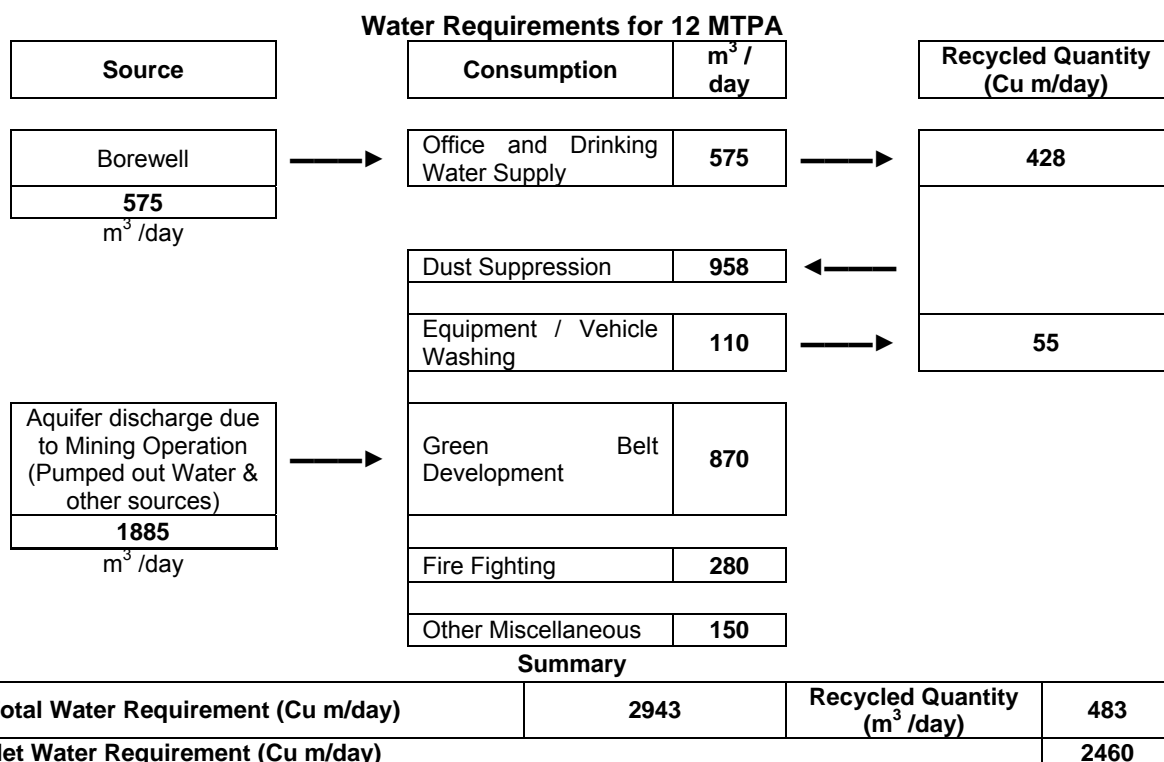 Water Requirements for 12 MTPA
Source
Consumption
m³ /
day
Recycled Quantity
(Cu m/day)
Borewell
575
m³ /day
Office and Drinking
Water Supply
575
428
Dust Suppression
958
Equipment / Vehicle
Washing
110
55
Aquifer discharge due
to Mining Operation
(Pumped out Water &
other sources)
1885
m³ /day
Green Belt
Development
870
Fire Fighting
280
Other Miscellaneous
150
Summary
otal Water Requirement (Cu m/day)
2943
Recycled Quantity
(m³ /day)
483
Net Water Requirement (Cu m/day)
2460